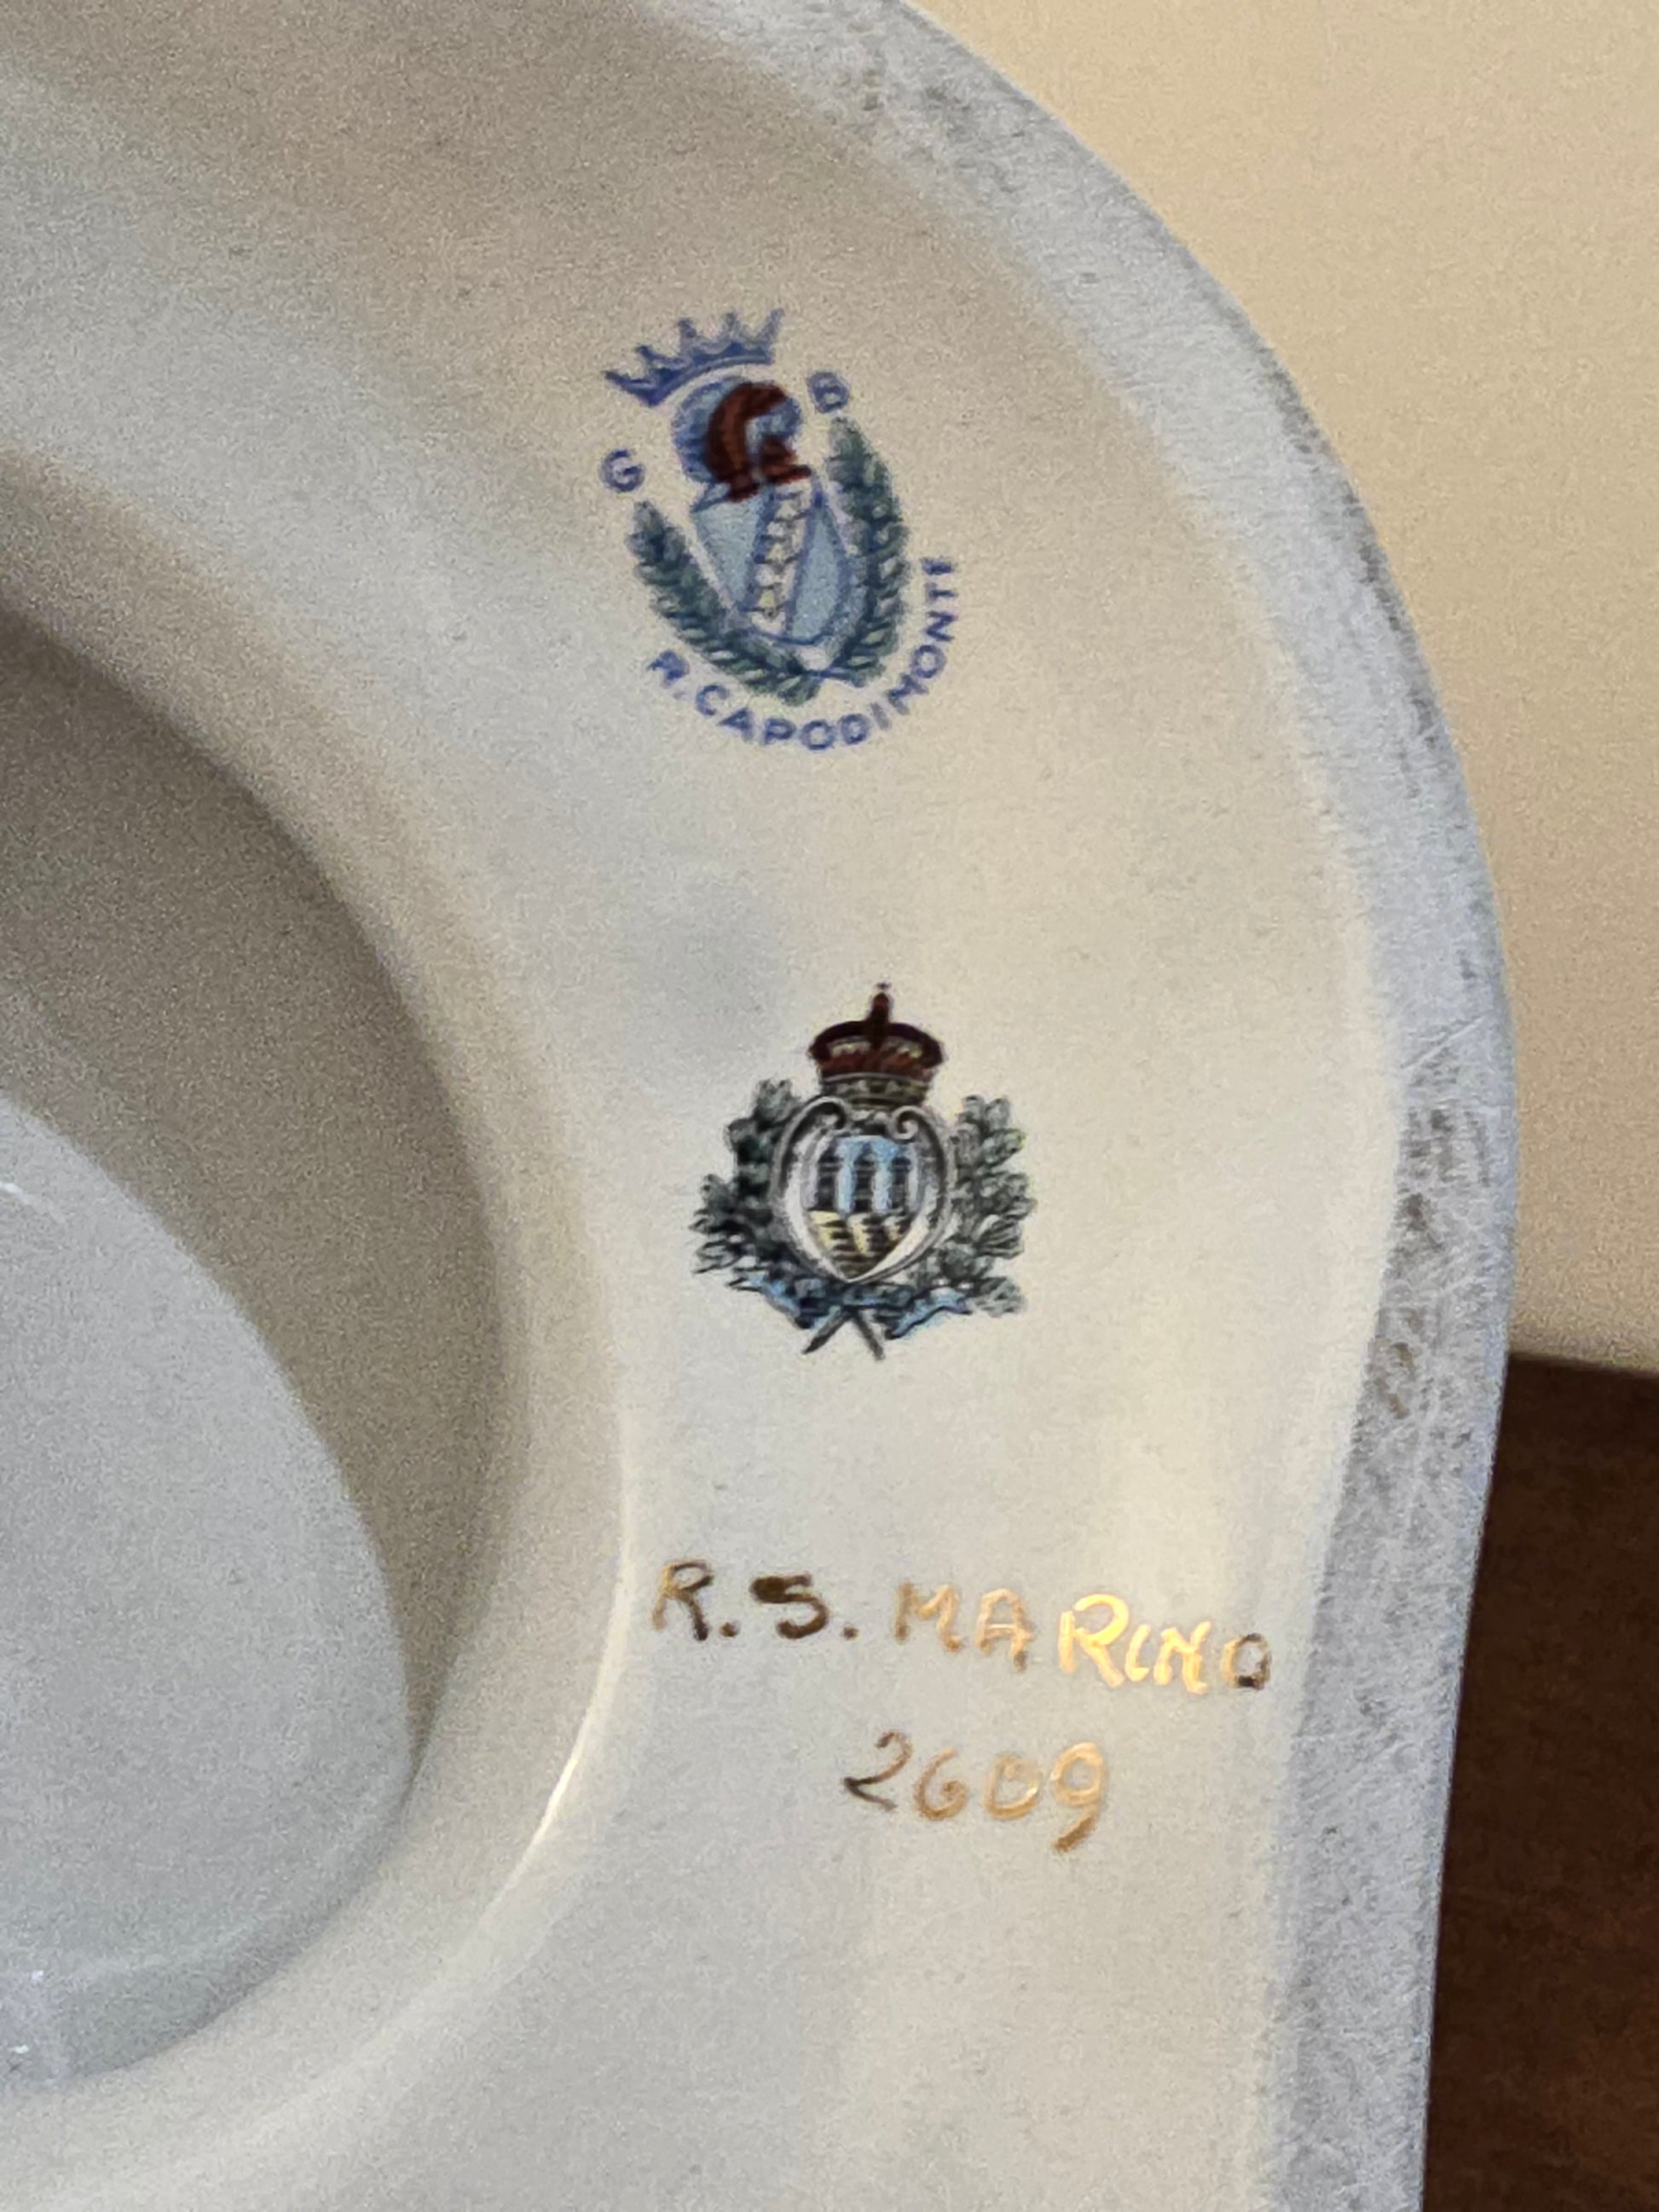 G B
R. CAPODIMONTE
R. S. MARINO
2609